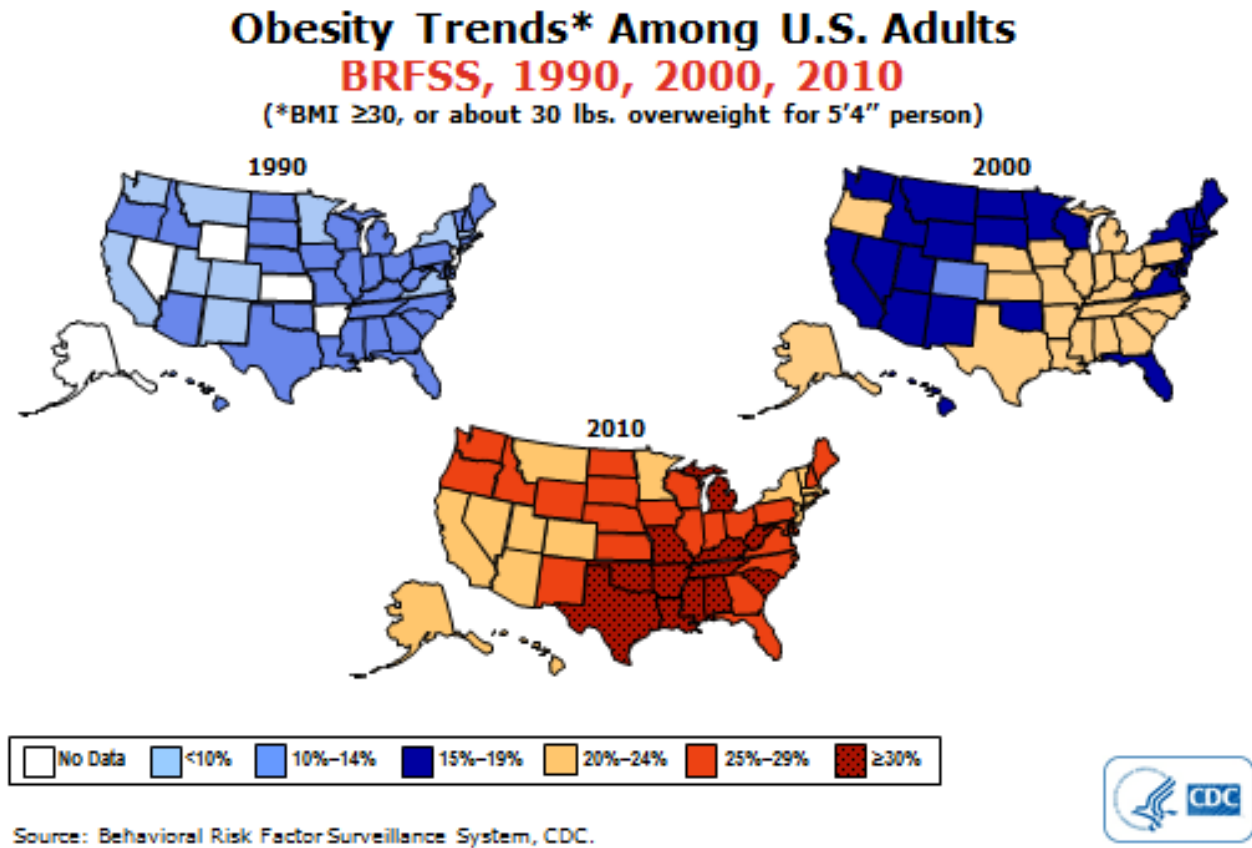 Obesity Trends* Among U.S. Adults
BRFSS, 1990, 2000, 2010
(*BMI ≥30, or about 30 lbs. overweight for 5’4” person)
1990
2000
2010
No Data
<10%
10%–14%
15%–19%
20%–24%
25%–29%
≥30%
CDC
Source: Behavioral Risk Factor Surveillance System, CDC.